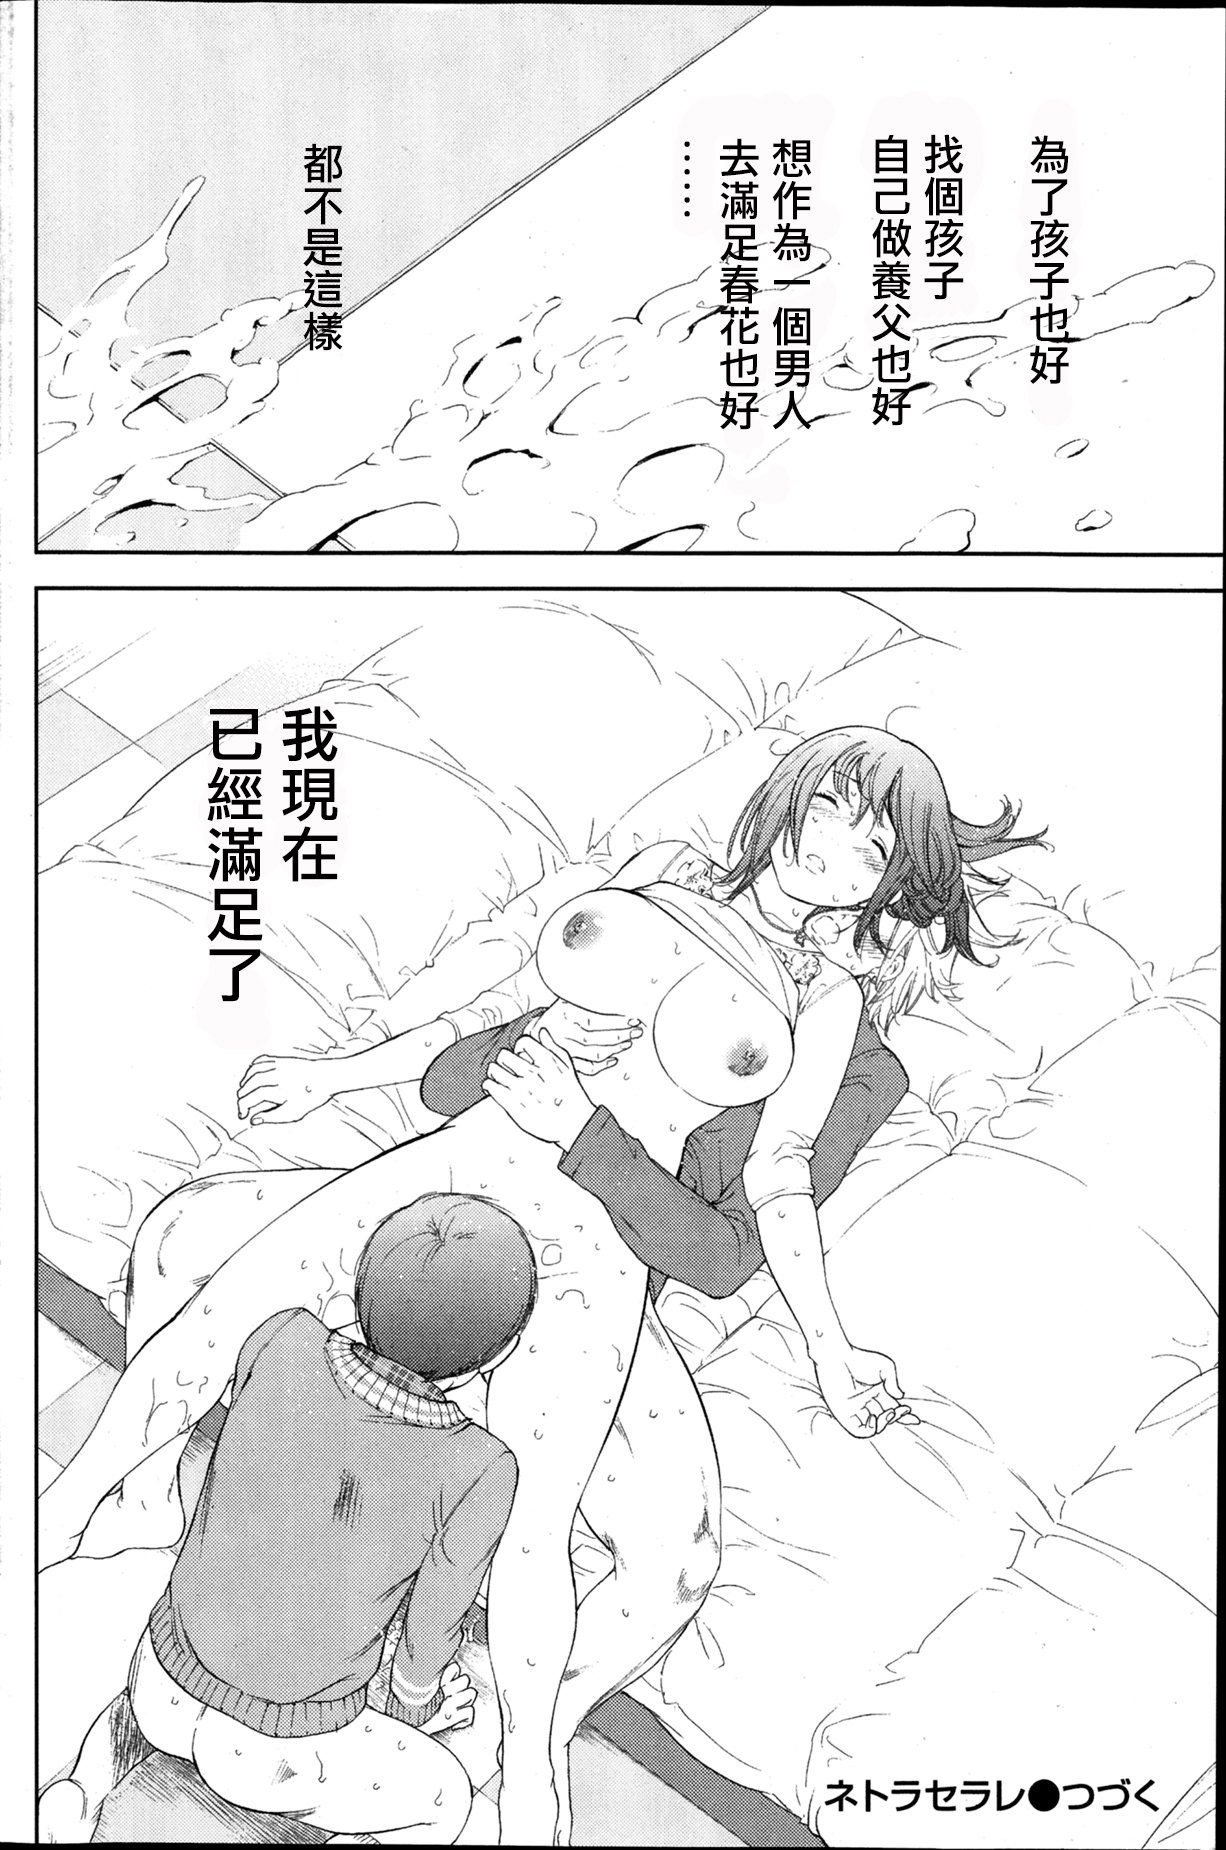 為了孩子也好
找個孩子
自己做養父也好
想作為一個男人
去滿足春花也好
……
都不是這樣
我現在
已經滿足了
ネトラセラレ●つづく